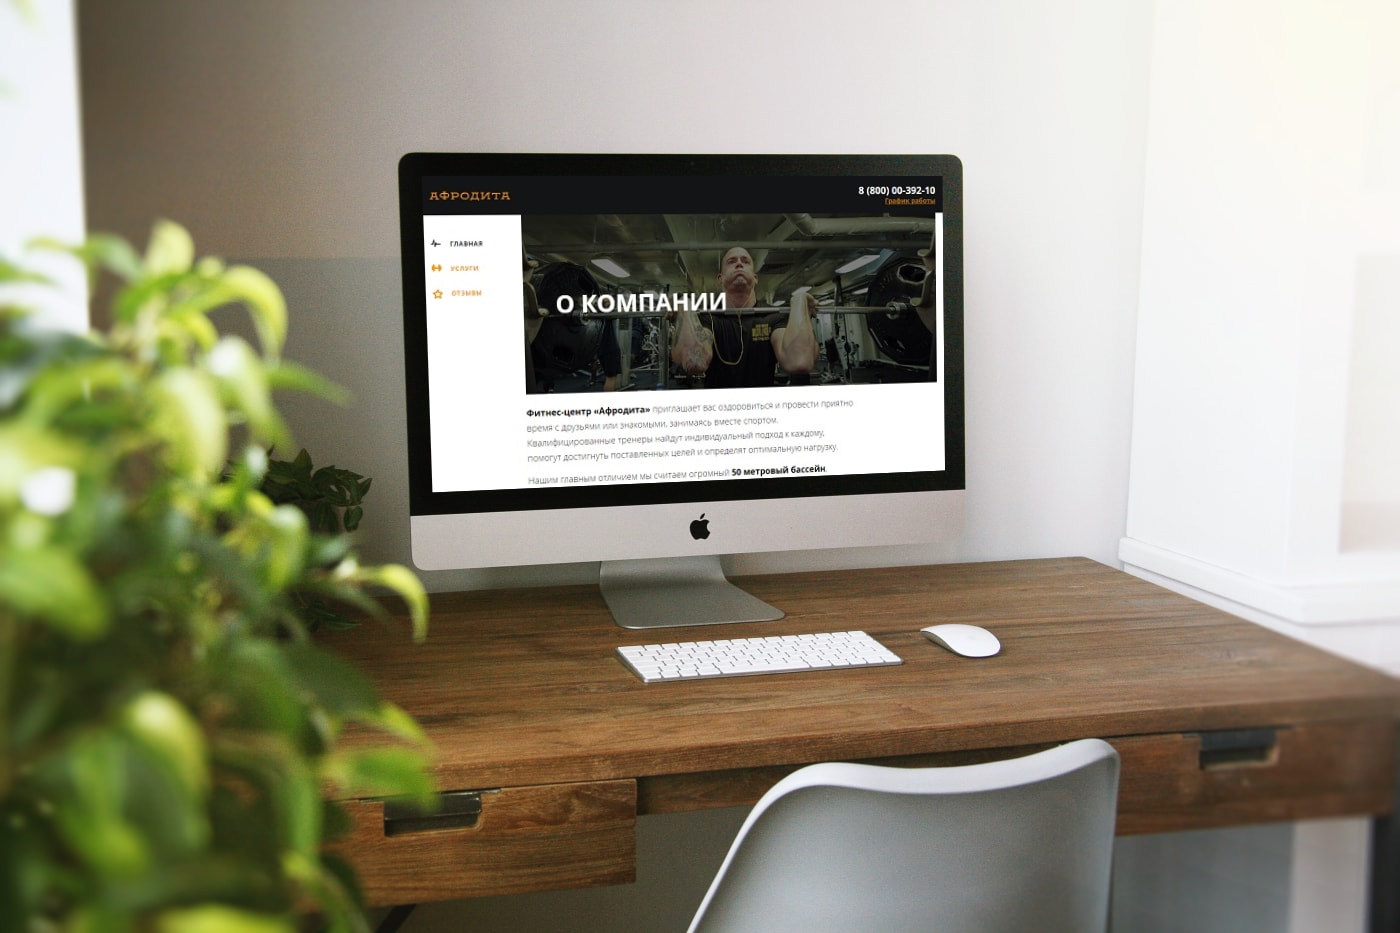 АФРОДИТА
8 (800) 00-392-10
График работы
ГЛАВНАЯ
УСЛУГИ
ОТЗЫВЫ
О КОМПАНИИ
Фитнес-центр «Афродита» приглашает вас оздоровиться и провести приятно
время с друзьями или знакомыми, занимаясь вместе спортом.
Квалифицированные тренеры найдут индивидуальный подход к каждому,
помогут достигнуть поставленных целей и определят оптимальную нагрузку.
Нашим главным отличием мы считаем огромный 50 метровый бассейн.